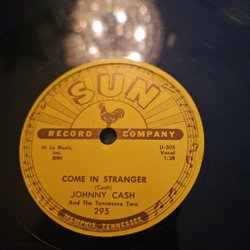 SUN
RECORD COMPANY
Hi Lo Music,
Inc.
BMI
U-305
Vocal
1:38
COME IN STRANGER
(Cash)
JOHNNY CASH
And The Tennessee Two
295
MEMPHIS, TENNESSEE